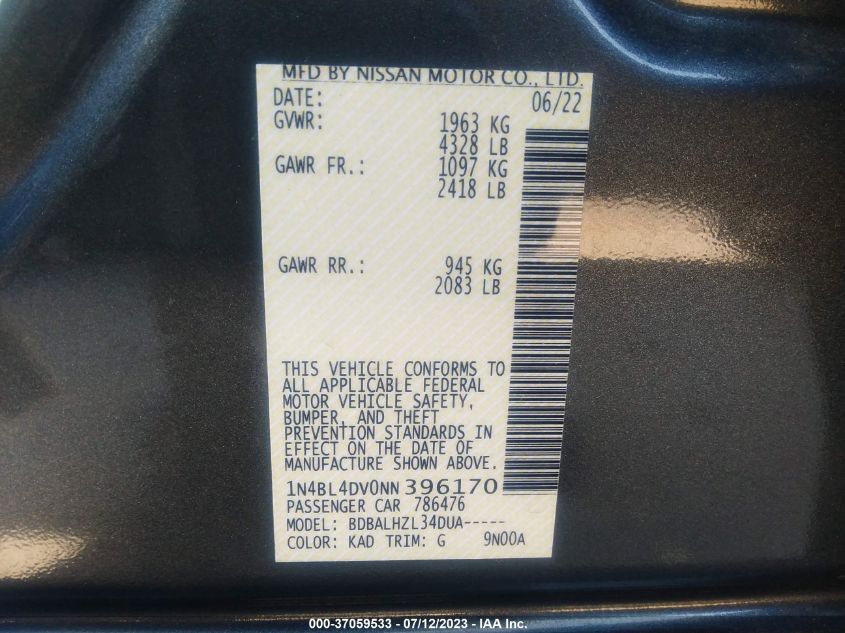 MFD BY NISSAN MOTOR CO., LTD.
DATE: 06/22
GVWR: 1963 KG
4328 LB
GAWR FR.: 1097 KG
2418 LB
GAWR RR.: 945 KG
2083 LB
THIS VEHICLE CONFORMS TO
ALL APPLICABLE FEDERAL
MOTOR VEHICLE SAFETY,
BUMPER, AND THEFT
PREVENTION STANDARDS IN
EFFECT ON THE DATE OF
MANUFACTURE SHOWN ABOVE.
1N4BL4DV0NN396170
PASSENGER CAR 786476
MODEL: BDBALHZL34DUA-----
COLOR: KAD TRIM: G 9N00A
000-37059533 - 07/12/2023 - IAA Inc.